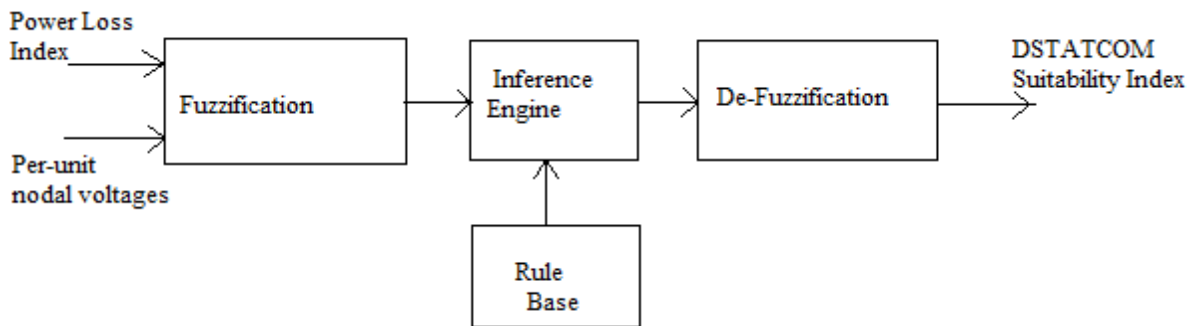 Power Loss
Index
Per-unit
nodal voltages
Fuzzification
Inference
Engine
Rule
Base
De-Fuzzification
DSTATCOM
Suitability Index